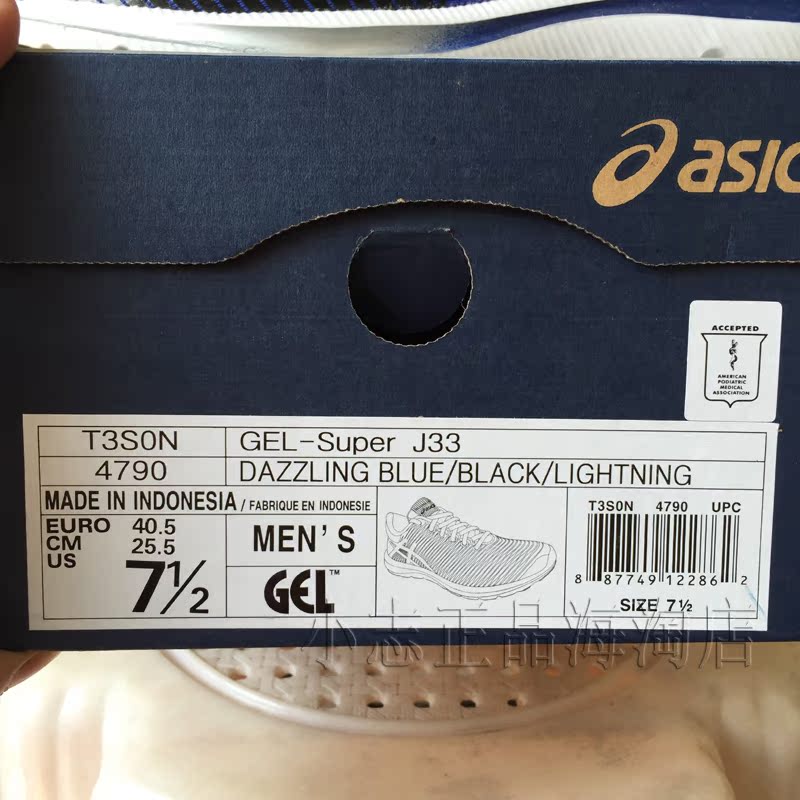 asic
ACCEPTED
AMERICAN
PODIATRIC
MEDICAL
ASSOCIATION
T3S0N GEL-Super J33
4790 DAZZLING BLUE/BLACK/LIGHTNING
MADE IN INDONESIA / FABRIQUE EN INDONESIE
EURO 40.5
CM 25.5
US 7½
MEN'S
GEL™
asics
T3S0N 4790 UPC
8 87749 12286 2
SIZE 7½
小志正品海淘店